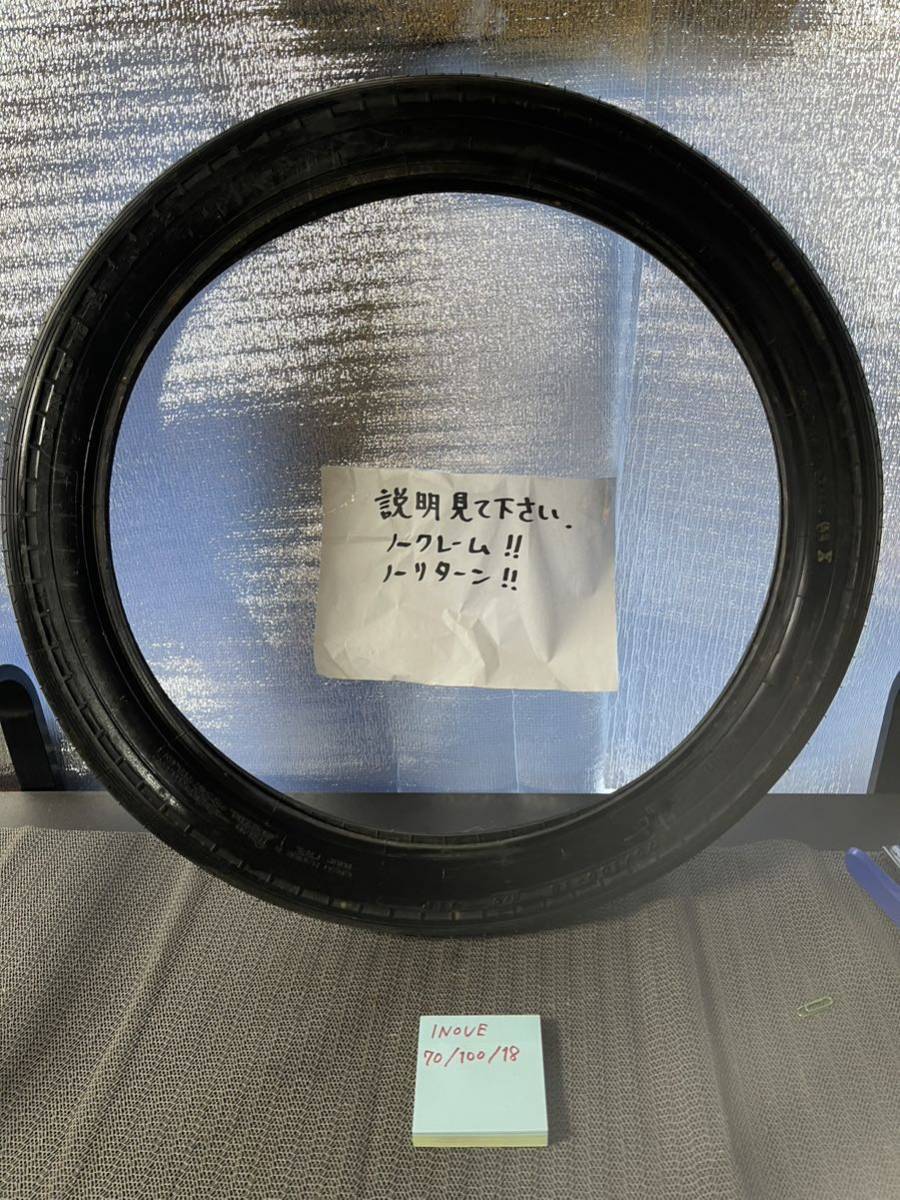 説明見て下さい.
ノークレーム!!
ノーリターン!!
INOUE
70/100/18